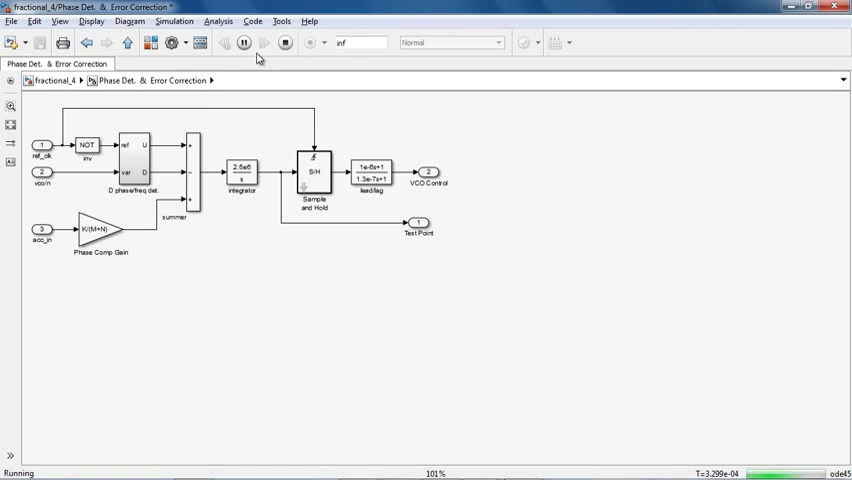 fractional_4/Phase Det. & Error Correction *
File Edit View Display Diagram Simulation Analysis Code Tools Help
inf
Normal
Phase Det. & Error Correction
fractional_4 Phase Det. & Error Correction
1
ref_clk
NOT
inv
ref
U
var
D
D phase/freq det.
2
vco/n
+
−
+
summer
2.5e6
s
integrator
S/H
Sample
and Hold
1e-6s+1
1.3e-7s+1
lead/lag
2
VCO Control
1
Test Point
3
acc_in
K/(M+N)
Phase Comp Gain
Running
101%
T=3.299e-04
ode45